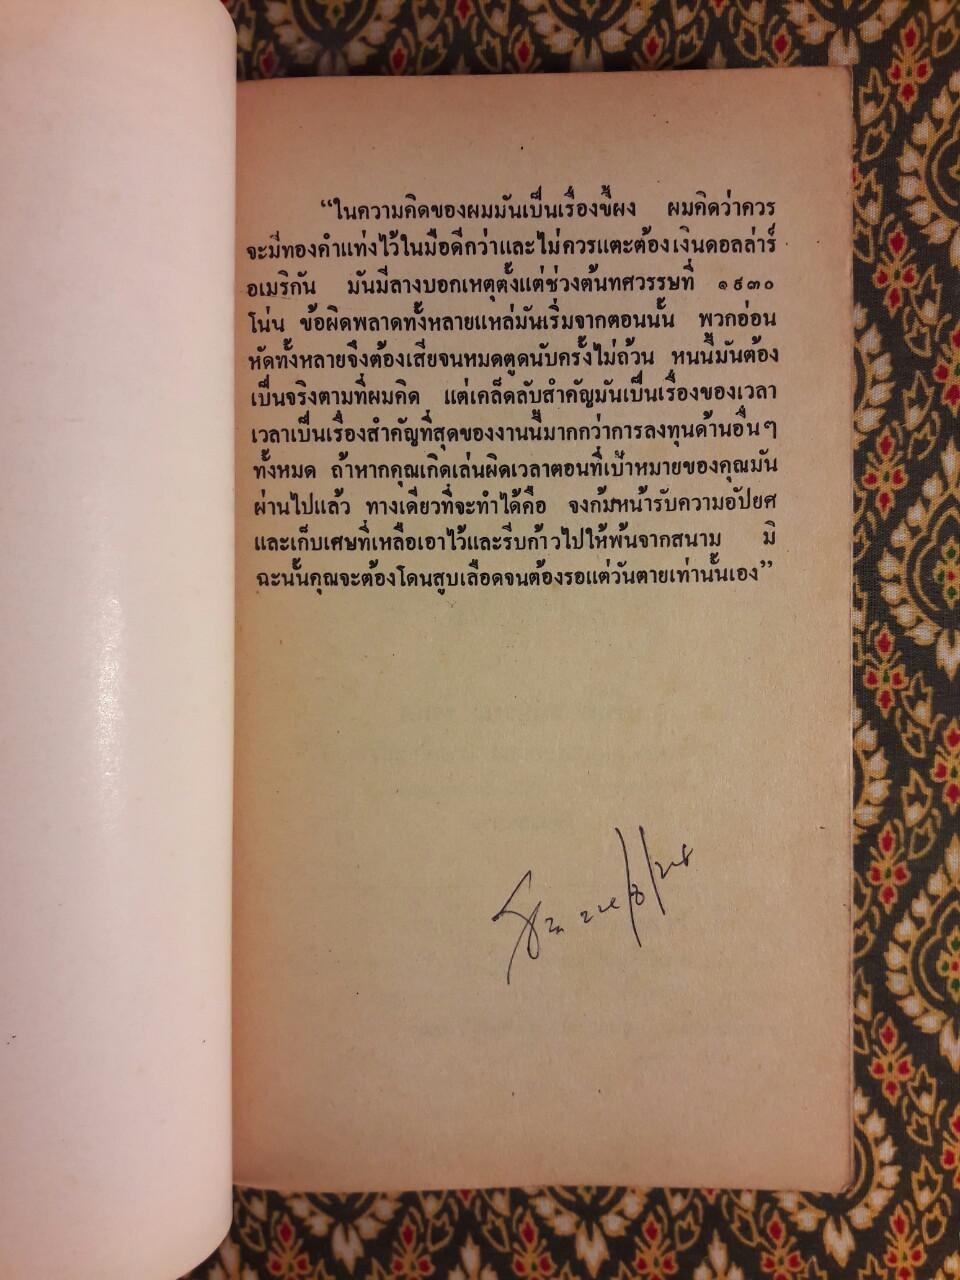 “ในความคิดของผมมันเป็นเรื่องขี้ผง ผมคิดว่าควร
จะมีทองคำแท่งไว้ในมือดีกว่าและไม่ควรแตะต้องเงินดอลล่าร์
อเมริกัน มันมีลางบอกเหตุตั้งแต่ช่วงต้นทศวรรษที่ ๑๙๓๐
โน่น ข้อผิดพลาดทั้งหลายแหล่มันเริ่มจากตอนนั้น พวกอ่อน
หัดทั้งหลายจึงต้องเสียจนหมดตูดนับครั้งไม่ถ้วน หนนี้มันต้อง
เป็นจริงตามที่ผมคิด แต่เคล็ดลับสำคัญมันเป็นเรื่องของเวลา
เวลาเป็นเรื่องสำคัญที่สุดของงานนี้มากกว่าการลงทุนด้านอื่นๆ
ทั้งหมด ถ้าหากคุณเกิดเล่นผิดเวลาตอนที่เป้าหมายของคุณมัน
ผ่านไปแล้ว ทางเดียวที่จะทำได้คือ จงก้มหน้ารับความอัปยศ
และเก็บเศษที่เหลือเอาไว้และรีบก้าวไปให้พ้นจากสนาม มิ
ฉะนั้นคุณจะต้องโดนสูบเลือดจนต้องรอแต่วันตายเท่านั้นเอง”